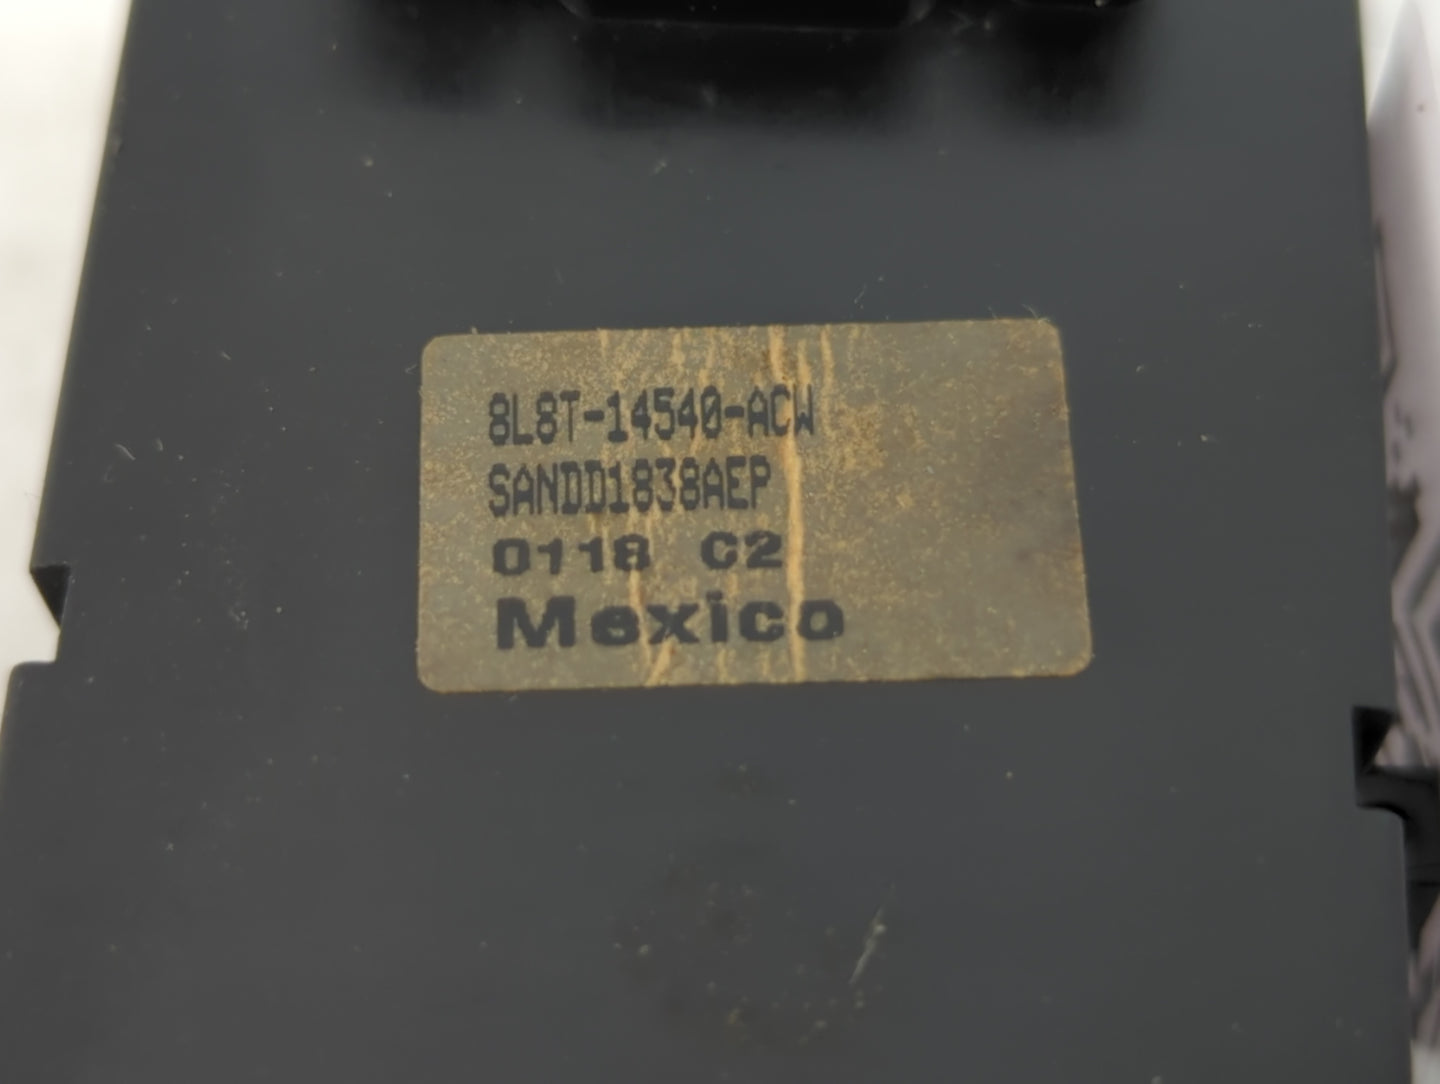 8L8T-14540-ACW
SANDD1838AEP
0118 C2
Mexico